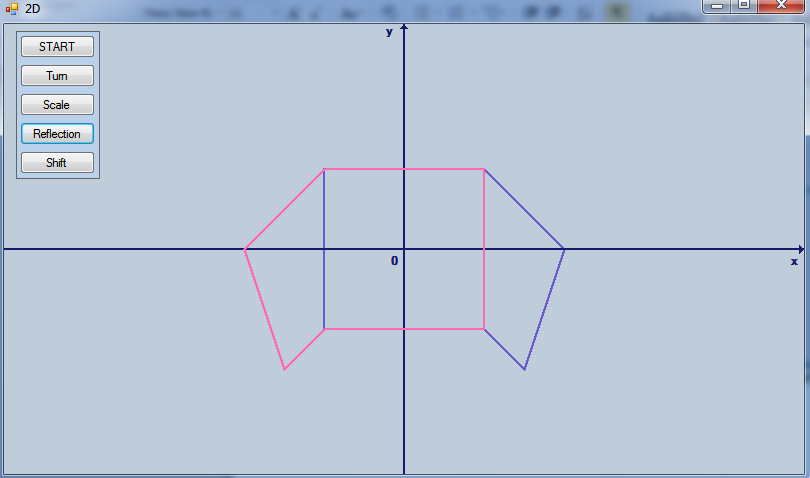 2D
START
Turn
Scale
Reflection
Shift
y
0
x